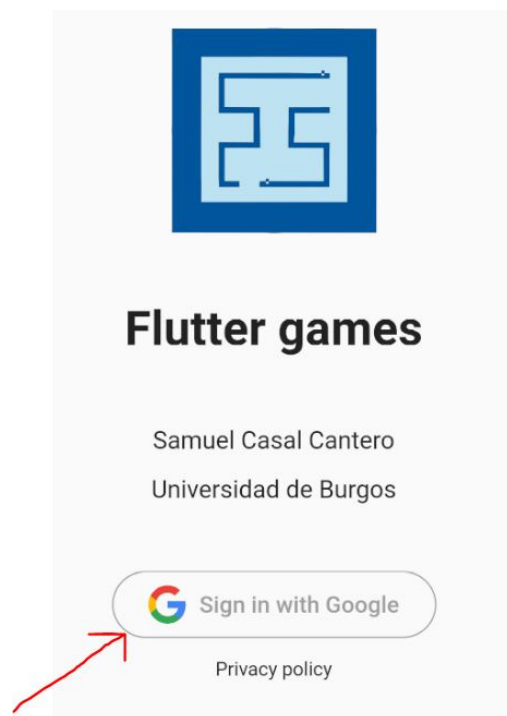 Flutter games
Samuel Casal Cantero
Universidad de Burgos
Sign in with Google
Privacy policy